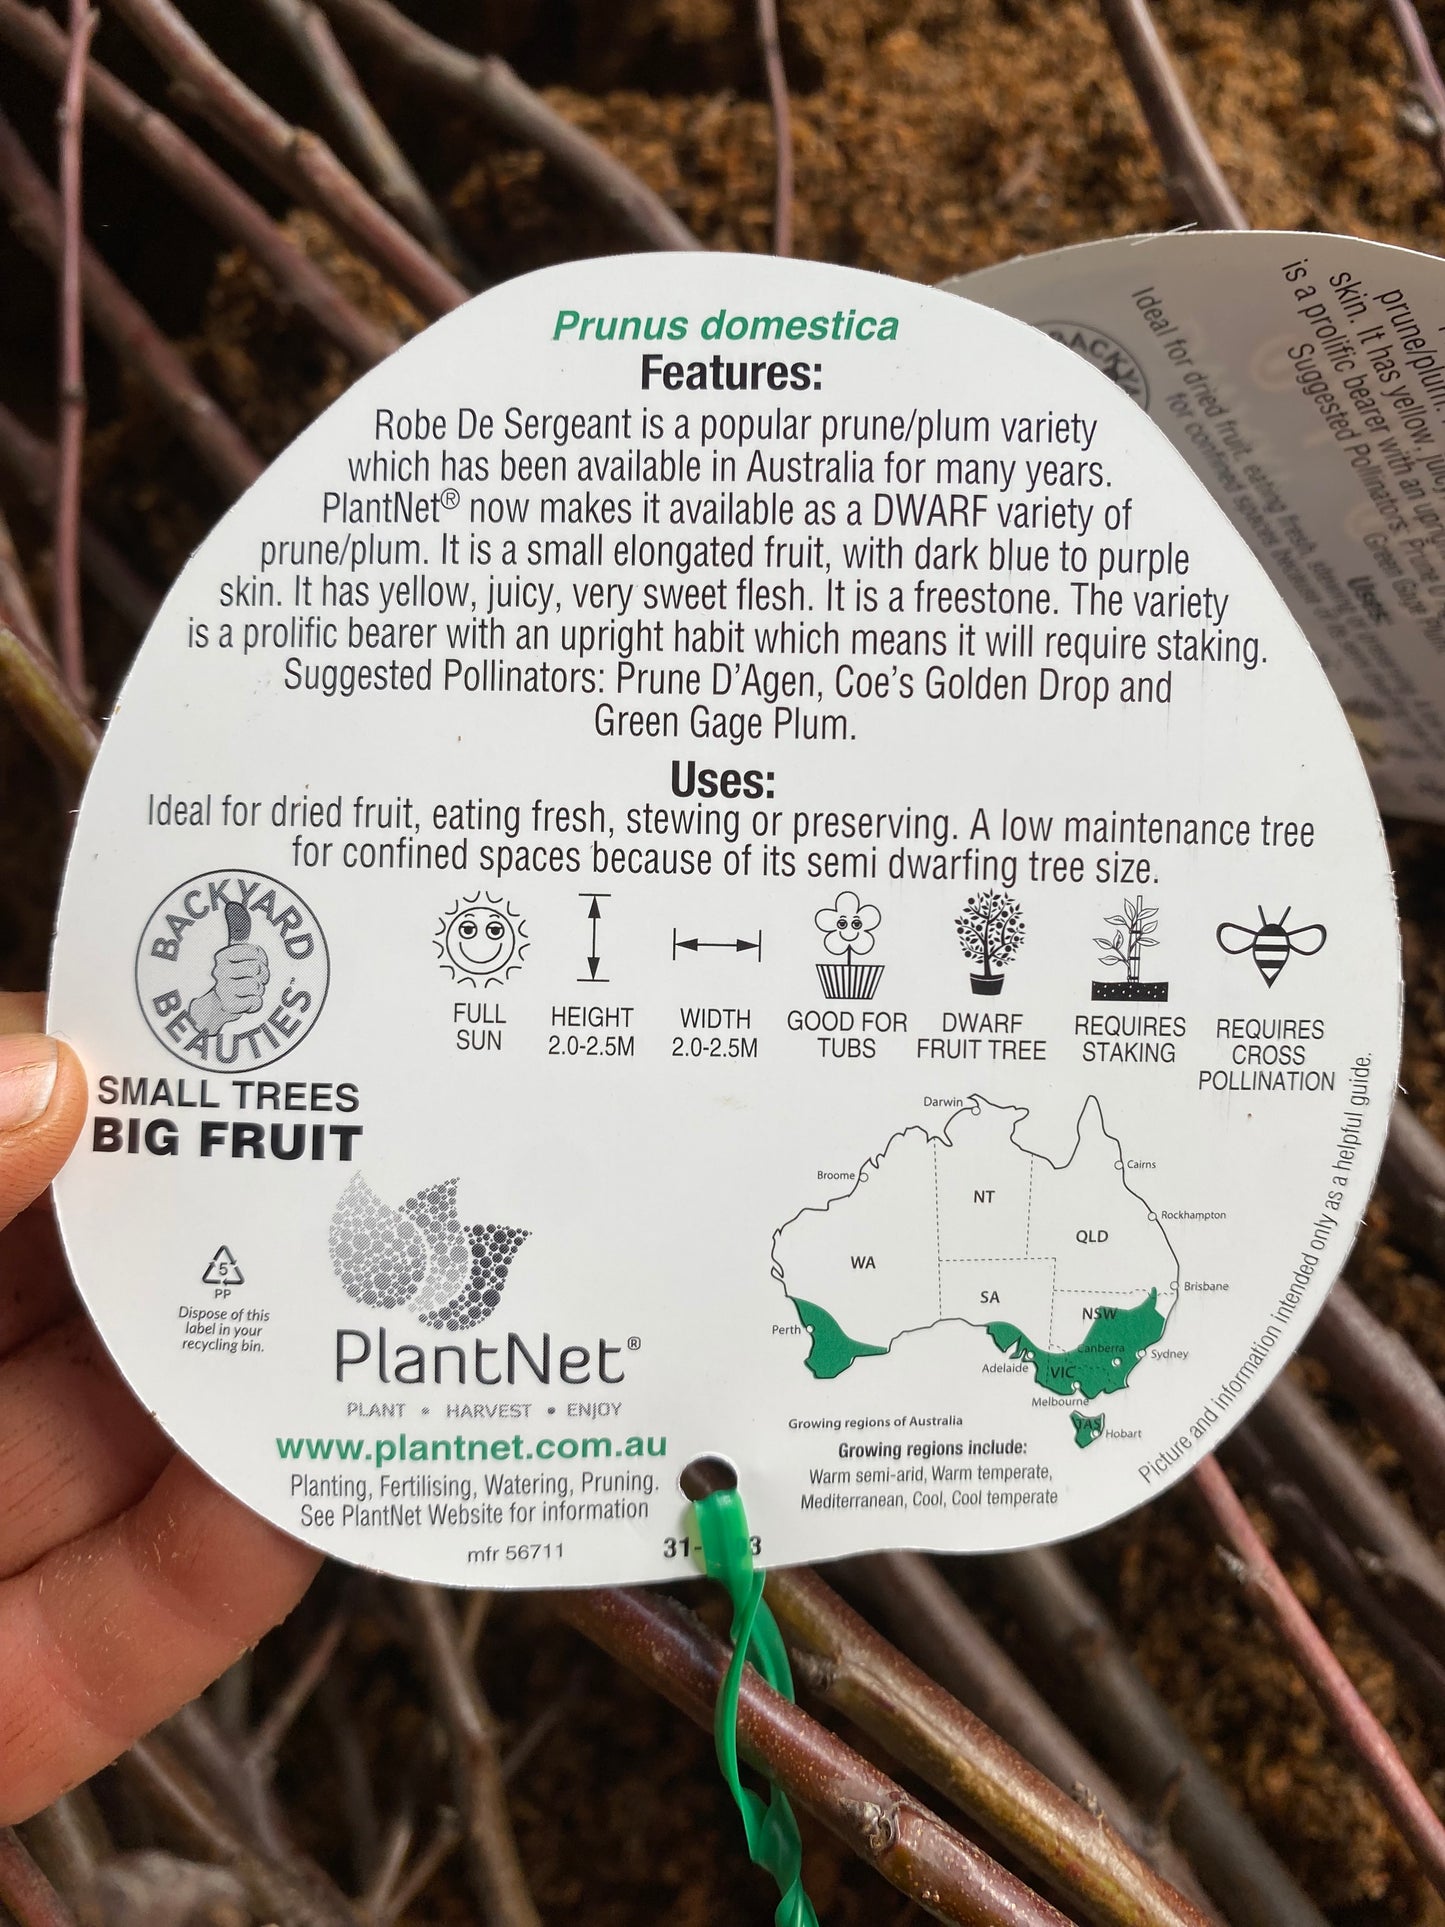 Prunus domestica
Features:
Robe De Sergeant is a popular prune/plum variety
which has been available in Australia for many years.
PlantNet® now makes it available as a DWARF variety of
prune/plum. It is a small elongated fruit, with dark blue to purple
skin. It has yellow, juicy, very sweet flesh. It is a freestone. The variety
is a prolific bearer with an upright habit which means it will require staking.
Suggested Pollinators: Prune D'Agen, Coe's Golden Drop and
Green Gage Plum.
Uses:
Ideal for dried fruit, eating fresh, stewing or preserving. A low maintenance tree
for confined spaces because of its semi dwarfing tree size.
BACKYARD
BEAUTIES™
SMALL TREES
BIG FRUIT
FULL
SUN
HEIGHT
2.0-2.5M
WIDTH
2.0-2.5M
GOOD FOR
TUBS
DWARF
FRUIT TREE
REQUIRES
STAKING
REQUIRES
CROSS
POLLINATION
5
PP
Dispose of this
label in your
recycling bin.
PlantNet®
PLANT • HARVEST • ENJOY
www.plantnet.com.au
Planting, Fertilising, Watering, Pruning.
See PlantNet Website for information
mfr 56711
31-
3
Darwin
Broome
Cairns
NT
Rockhampton
QLD
WA
Brisbane
SA
NSW
Perth
Canberra
Sydney
Adelaide
VIC
Melbourne
TAS
Hobart
Growing regions of Australia
Growing regions include:
Warm semi-arid, Warm temperate,
Mediterranean, Cool, Cool temperate
Picture and information intended only as a helpful guide.
prune/plum.
skin. It has yellow, juicy
is a prolific bearer with an
Suggested Pollinators: Prune
Green Gage Plum
Uses:
Ideal for dried fruit, eating fresh,
for confined spaces
BACKY